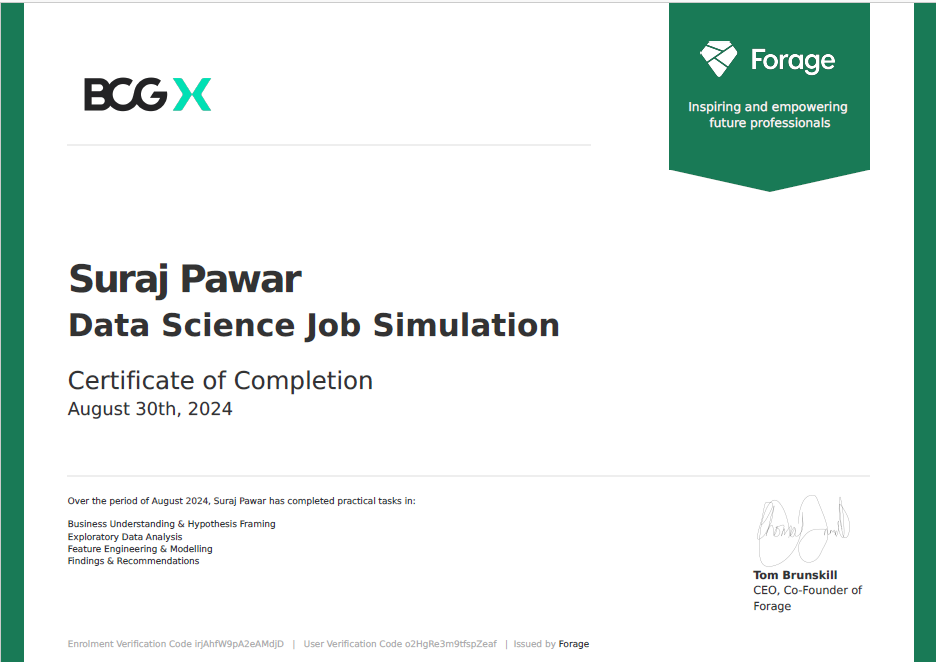 BCG X
Forage
Inspiring and empowering
future professionals
Suraj Pawar
Data Science Job Simulation
Certificate of Completion
August 30th, 2024
Over the period of August 2024, Suraj Pawar has completed practical tasks in:
Business Understanding & Hypothesis Framing
Exploratory Data Analysis
Feature Engineering & Modelling
Findings & Recommendations
Tom Brunskill
CEO, Co-Founder of
Forage
Enrolment Verification Code irjAhfW9pA2eAMdjD | User Verification Code o2HgRe3m9tfspZeaf | Issued by Forage